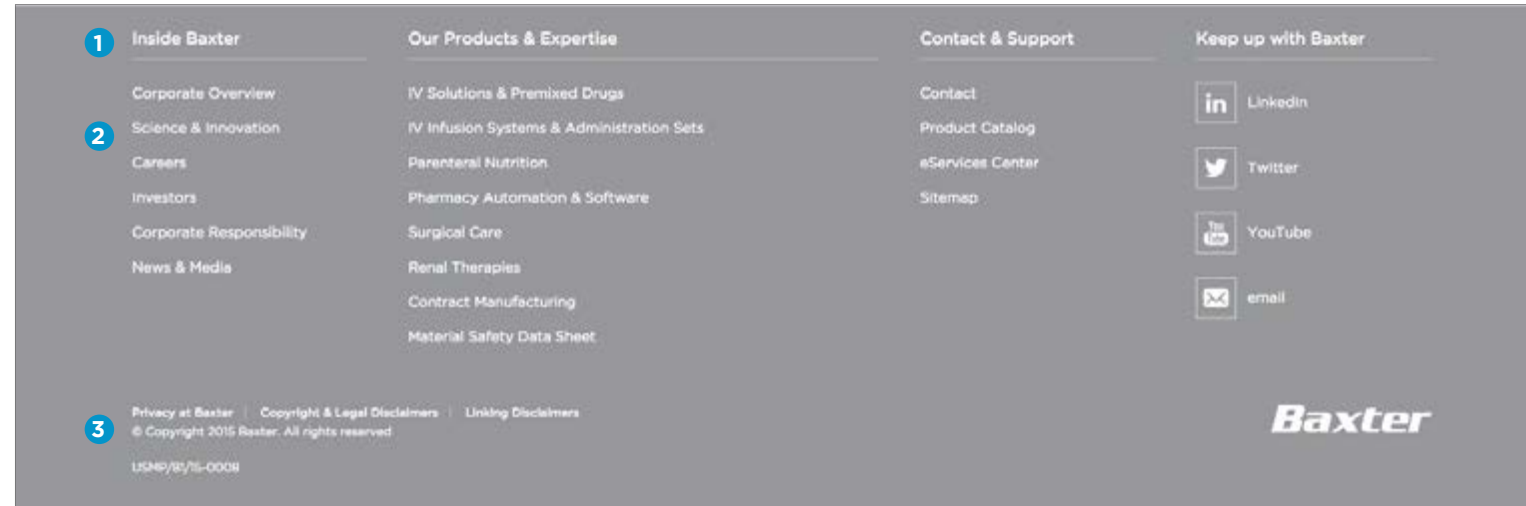 1
Inside Baxter
Corporate Overview
2
Science & Innovation
Careers
Investors
Corporate Responsibility
News & Media
Our Products & Expertise
IV Solutions & Premixed Drugs
IV Infusion Systems & Administration Sets
Parenteral Nutrition
Pharmacy Automation & Software
Surgical Care
Renal Therapies
Contract Manufacturing
Material Safety Data Sheet
Contact & Support
Contact
Product Catalog
eServices Center
Sitemap
Keep up with Baxter
in LinkedIn
Twitter
You Tube YouTube
email
3
Privacy at Baxter | Copyright & Legal Disclaimers | Linking Disclaimers
© Copyright 2015 Baxter. All rights reserved
Baxter